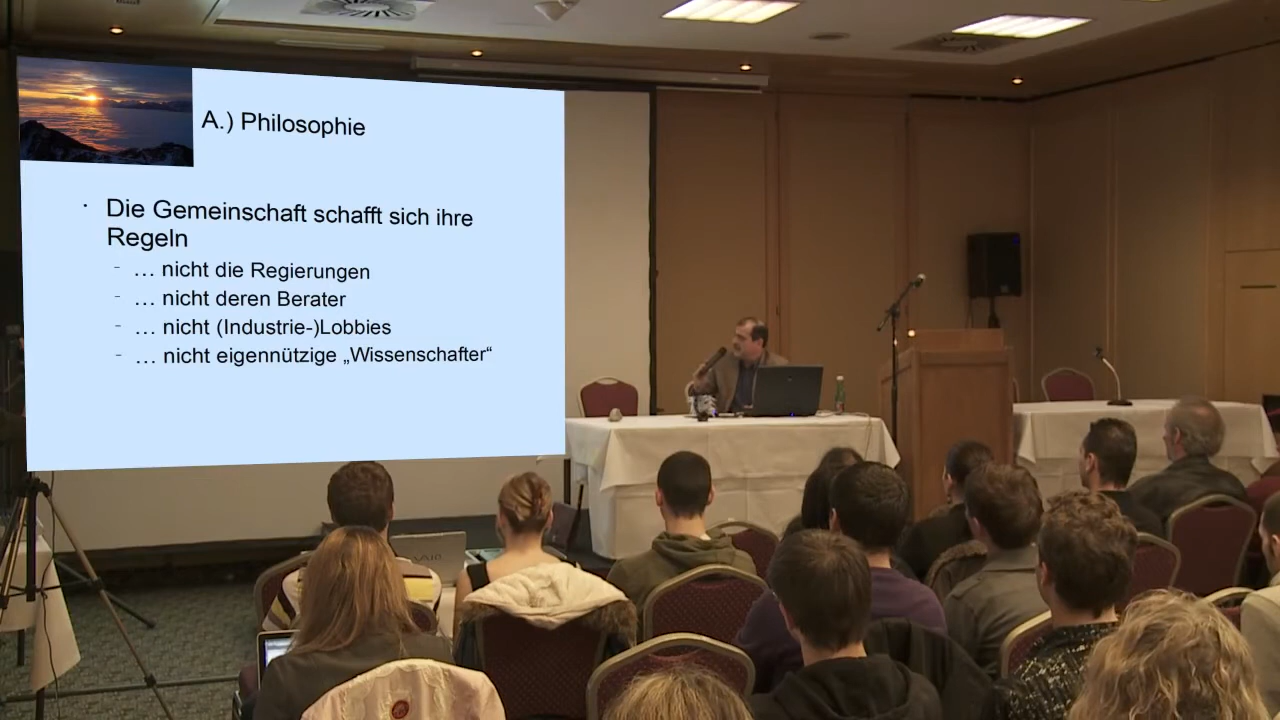 A.) Philosophie
· Die Gemeinschaft schafft sich ihre
Regeln
- … nicht die Regierungen
- … nicht deren Berater
- … nicht (Industrie-)Lobbies
- … nicht eigennützige „Wissenschafter“
VAIO